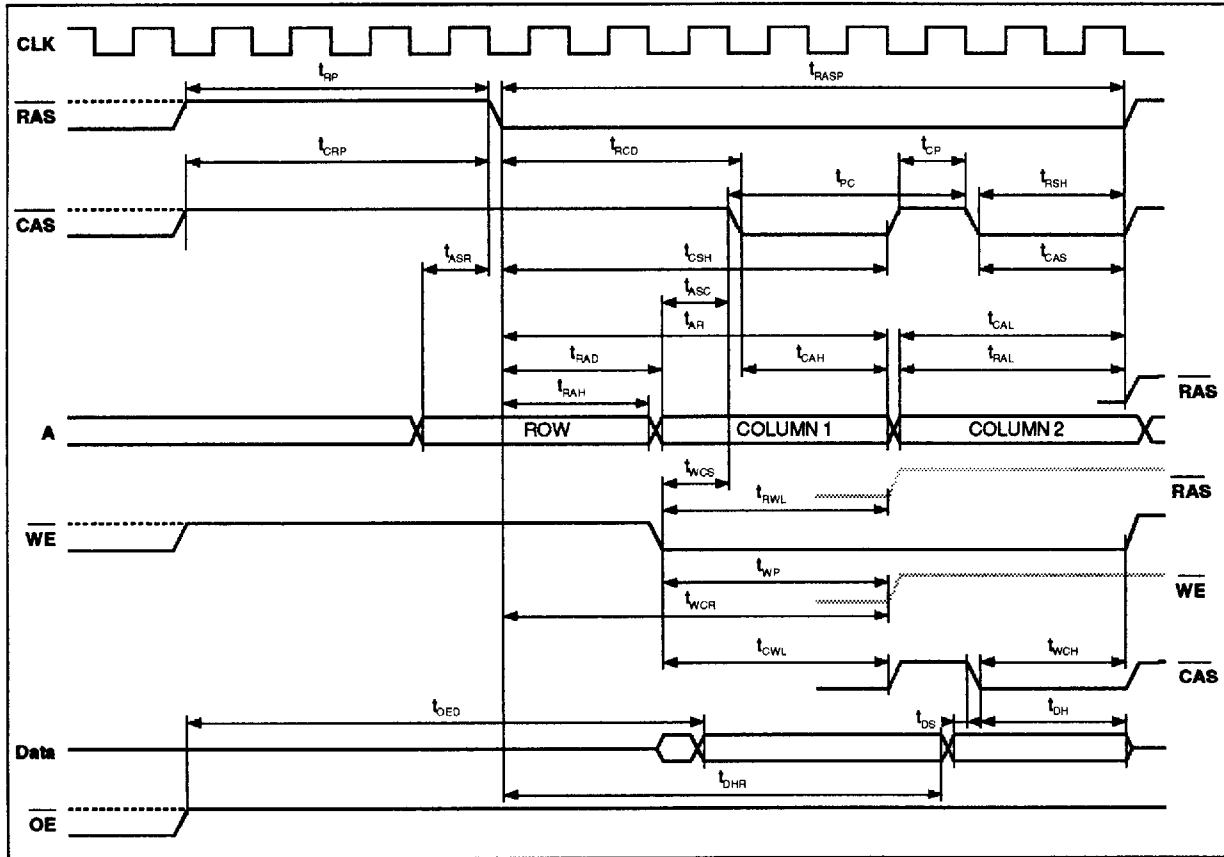 CLK
tRP
tRASP
RAS
tCRP
tRCD
tCP
tPC
tRSH
CAS
tASR
tCSH
tCAS
tASC
tAR
tCAL
tRAD
tCAH
tRAL
tRAH
RAS
A ROW COLUMN 1 COLUMN 2
tWCS
tRWL
RAS
WE
tWP
WE
tWCR
tCWL
tWCH
CAS
tOED
tDS
tDH
Data
tDHR
OE